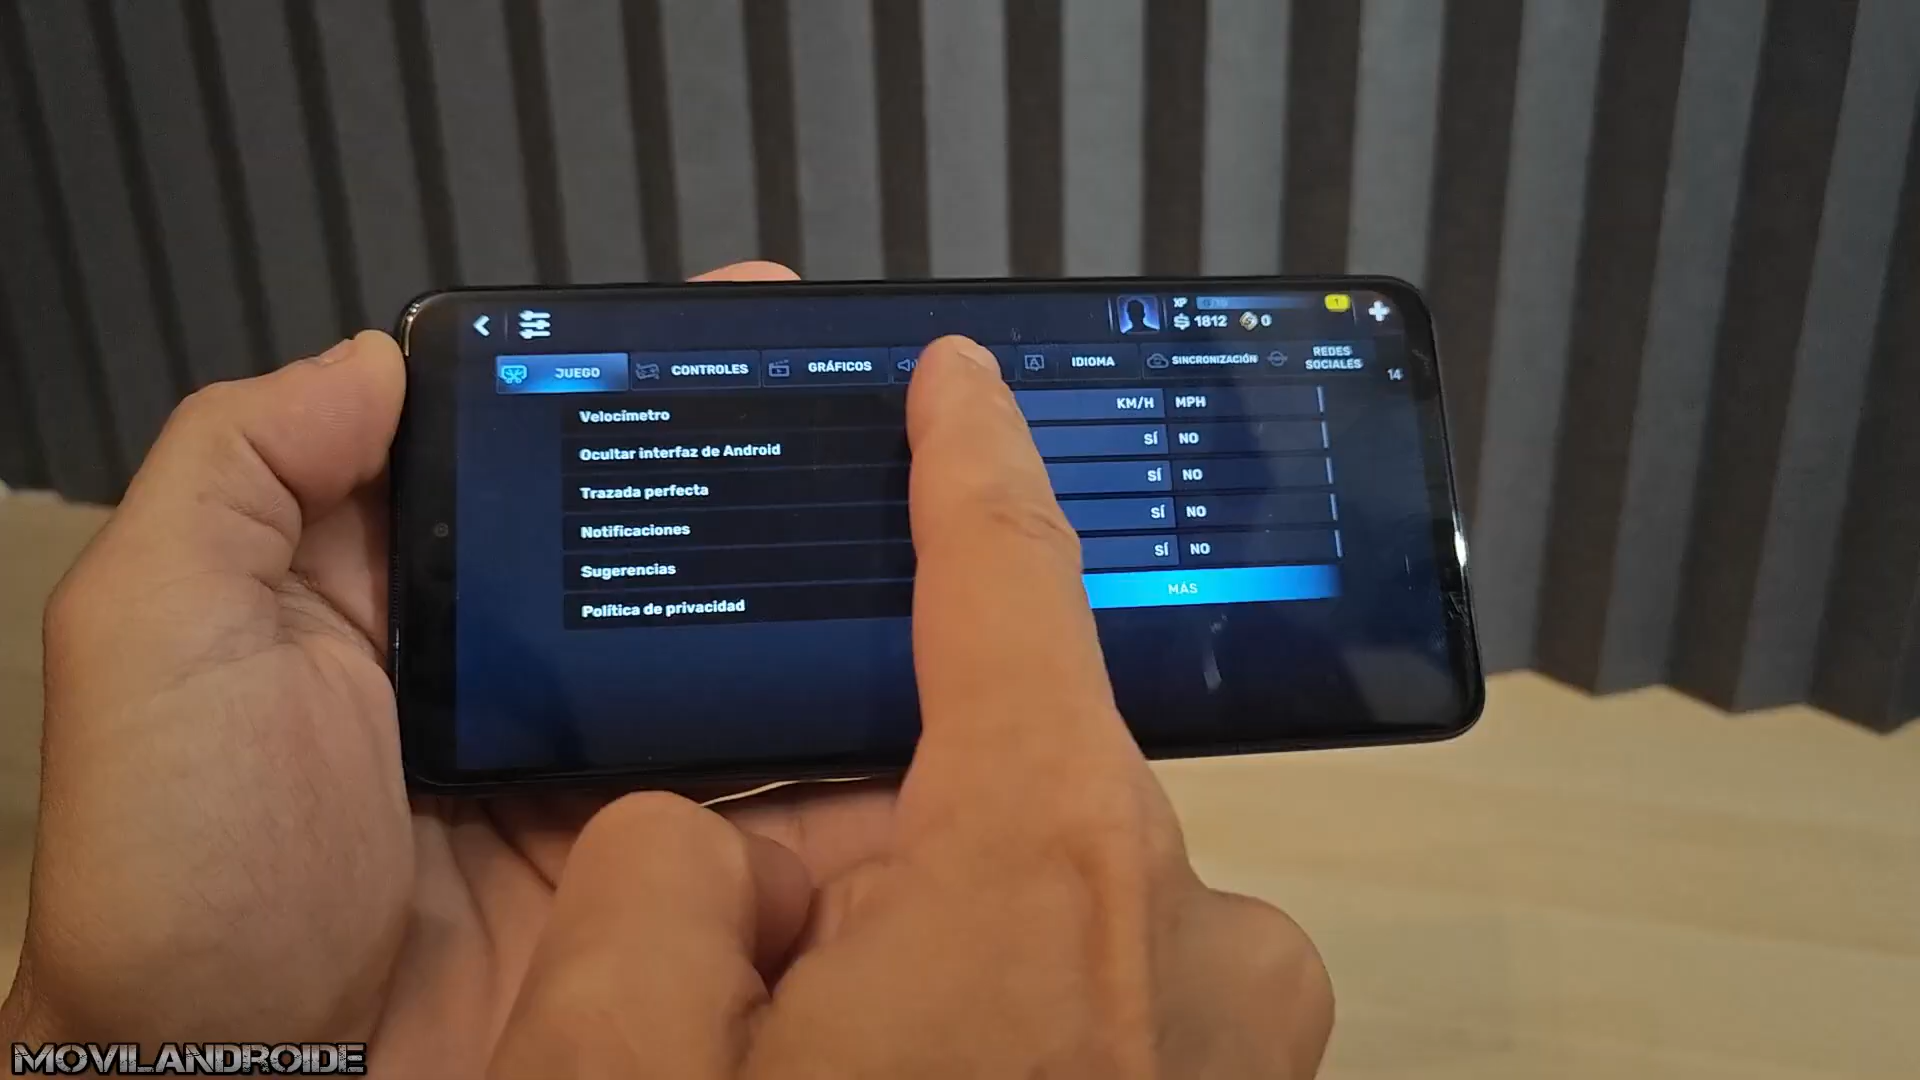 XP
1
$ 1812 0
JUEGO CONTROLES GRÁFICOS IDIOMA SINCRONIZACIÓN REDES SOCIALES
14
Velocímetro KM/H MPH
Ocultar interfaz de Android SÍ NO
Trazada perfecta SÍ NO
Notificaciones SÍ NO
Sugerencias SÍ NO
Política de privacidad MÁS
MOVILANDROIDE